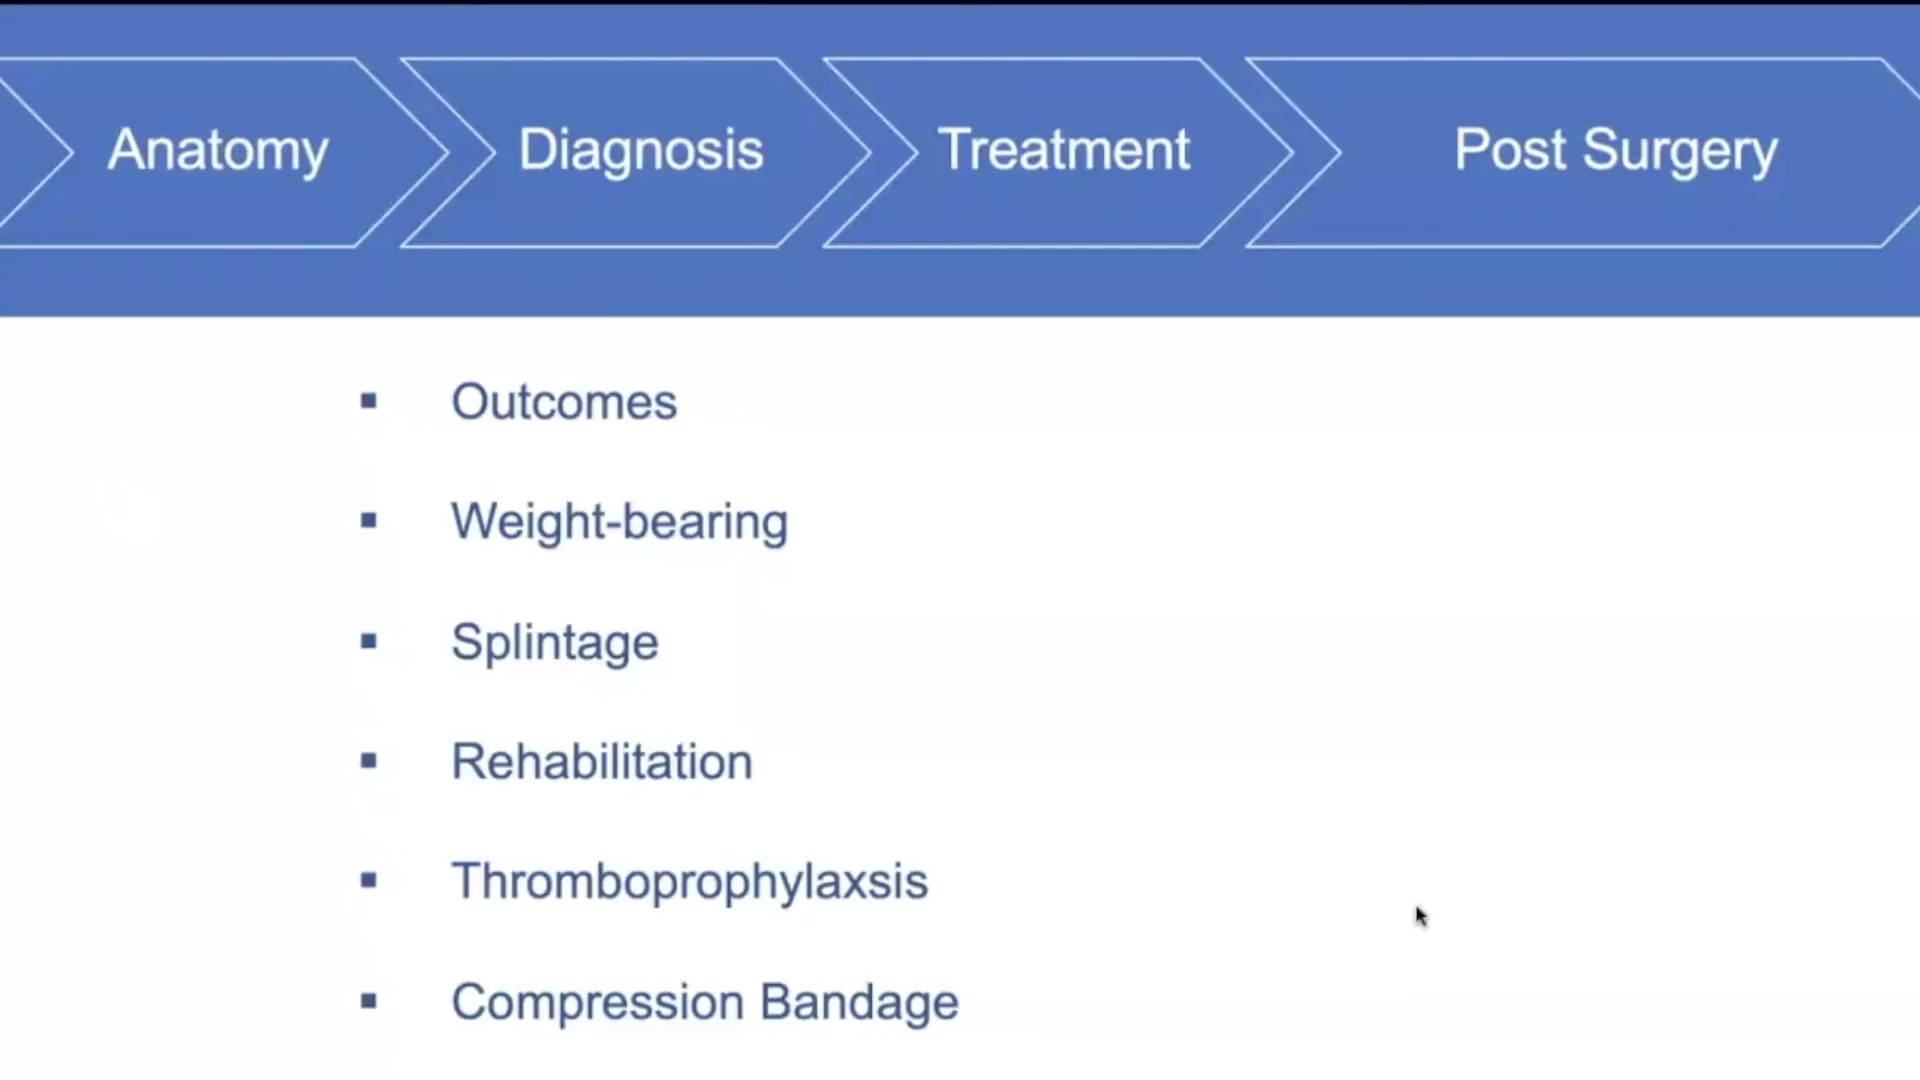 Anatomy Diagnosis Treatment Post Surgery
Outcomes
Weight-bearing
Splintage
Rehabilitation
Thromboprophylaxsis
Compression Bandage